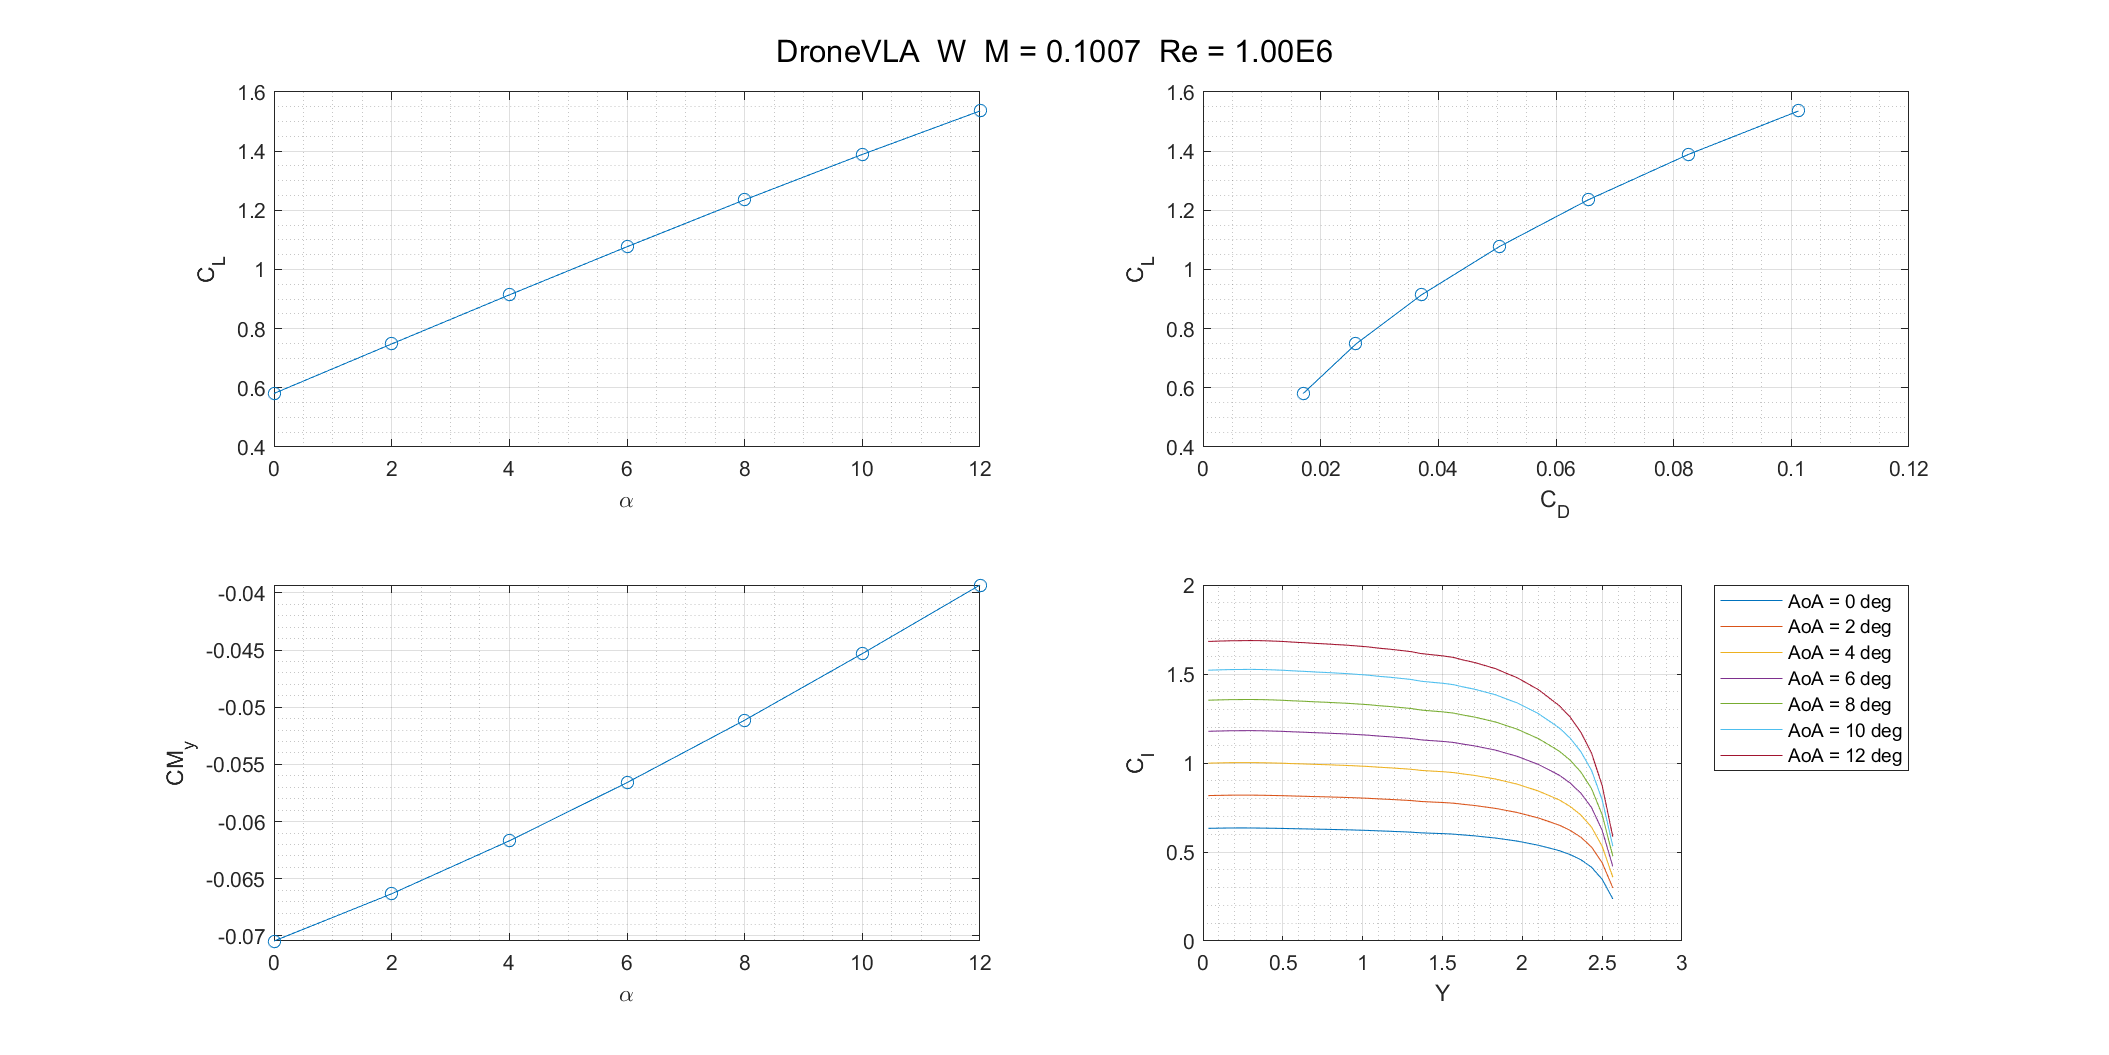 DroneVLA W M = 0.1007 Re = 1.00E6
1.6
1.4
1.2
1
0.8
0.6
0.4
C_L
0 2 4 6 8 10 12
α
1.6
1.4
1.2
1
0.8
0.6
0.4
C_L
0 0.02 0.04 0.06 0.08 0.1 0.12
C_D
-0.04
-0.045
-0.05
-0.055
-0.06
-0.065
-0.07
CM_y
0 2 4 6 8 10 12
α
2
1.5
1
0.5
0
C_l
0 0.5 1 1.5 2 2.5 3
Y
AoA = 0 deg
AoA = 2 deg
AoA = 4 deg
AoA = 6 deg
AoA = 8 deg
AoA = 10 deg
AoA = 12 deg